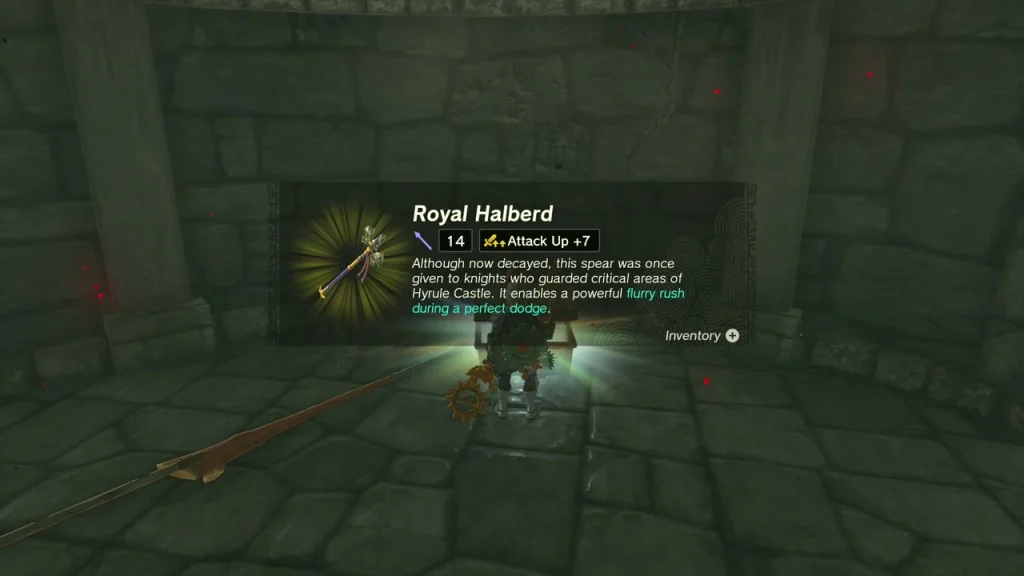 Royal Halberd
14 Attack Up +7
Although now decayed, this spear was once
given to knights who guarded critical areas of
Hyrule Castle. It enables a powerful flurry rush
during a perfect dodge.
Inventory